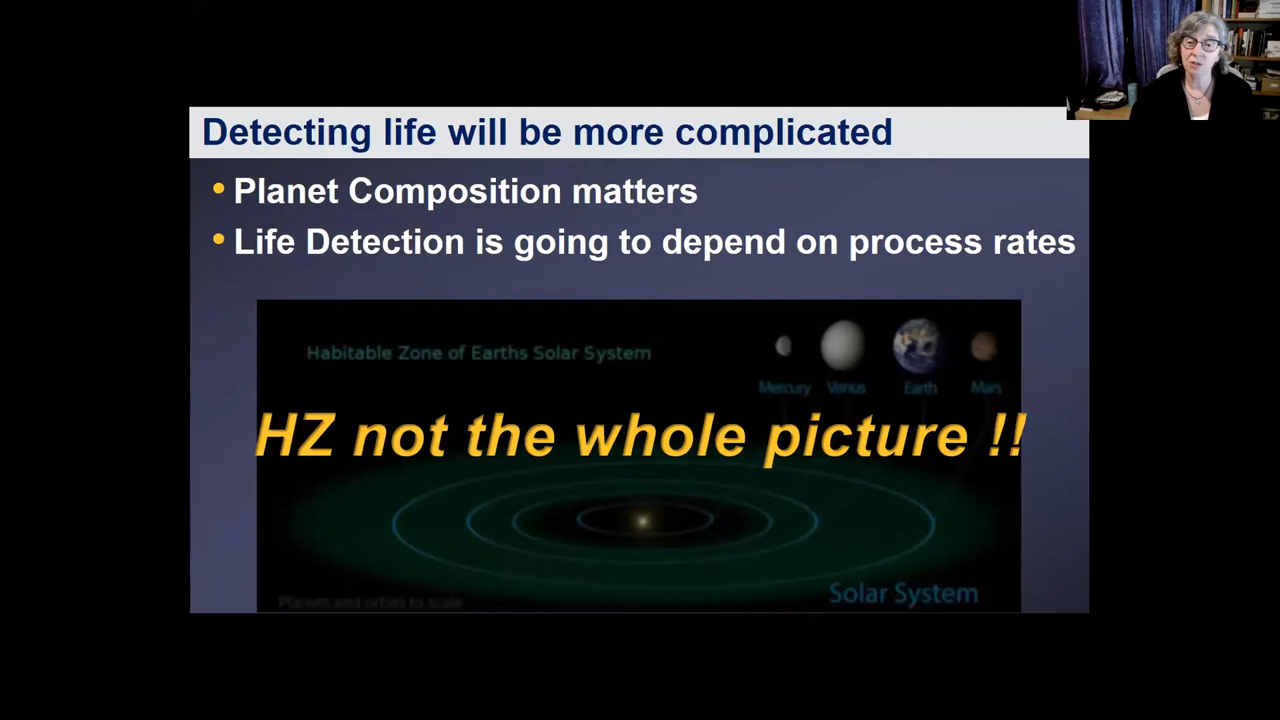 Detecting life will be more complicated
• Planet Composition matters
• Life Detection is going to depend on process rates
Habitable Zone of Earths Solar System
Mercury Venus Earth Mars
HZ not the whole picture !!
Solar System
Planets and orbits to scale